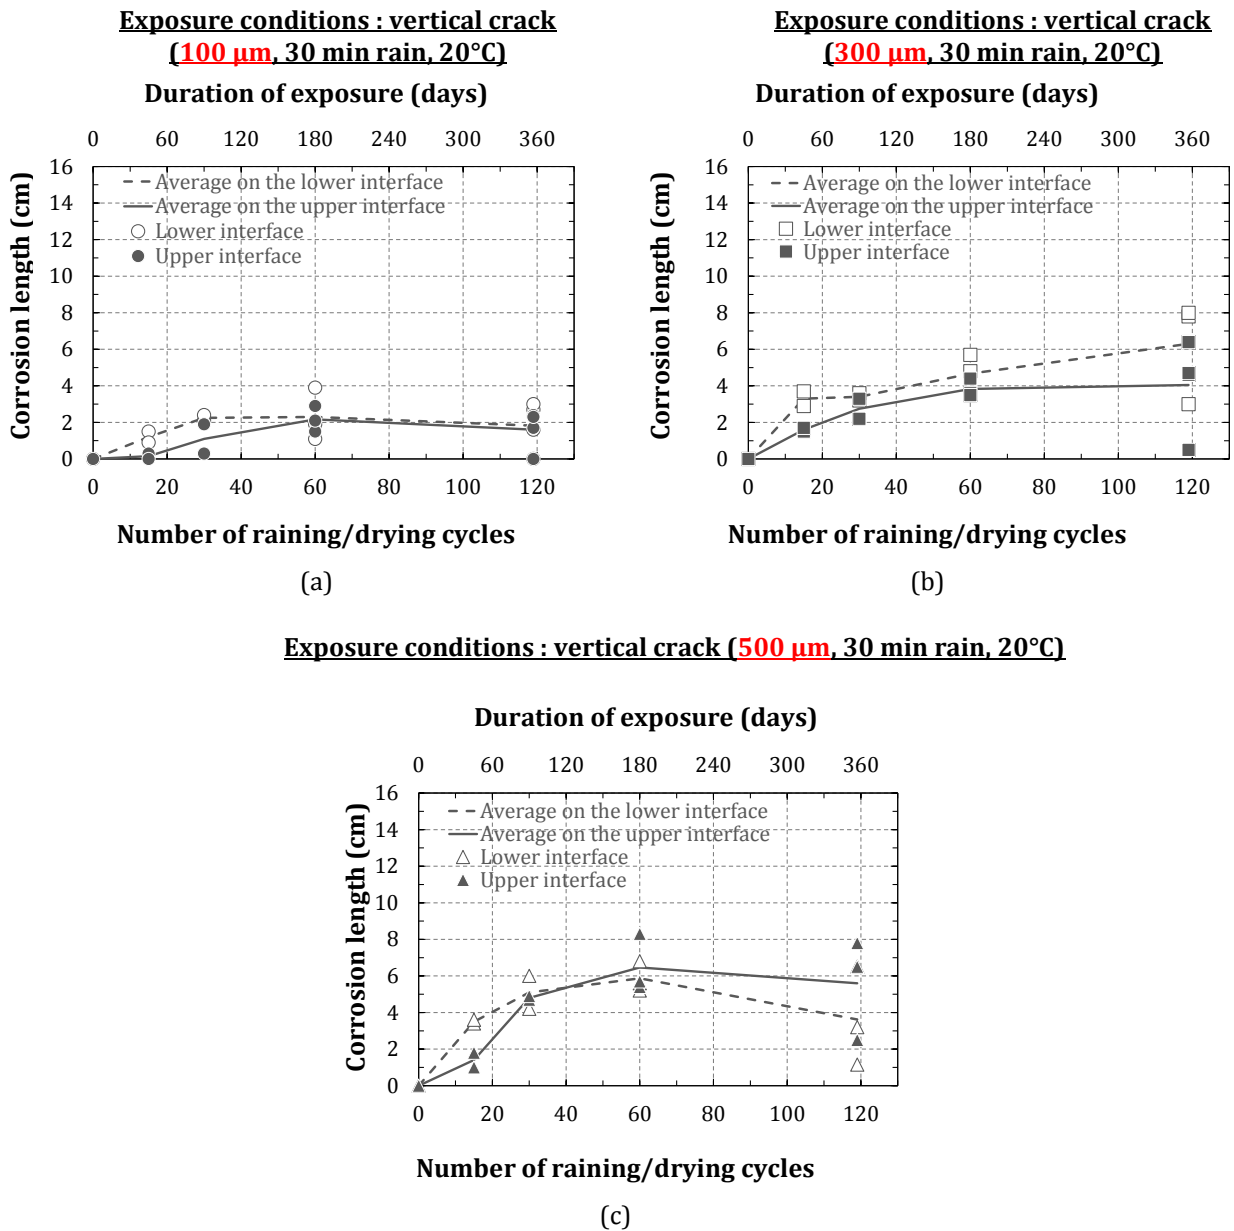 Exposure conditions : vertical crack
(100 µm, 30 min rain, 20°C)
Duration of exposure (days)
0 60 120 180 240 300 360
16
14
12
10
8
6
4
2
0
Corrosion length (cm)
Average on the lower interface
Average on the upper interface
Lower interface
Upper interface
0 20 40 60 80 100 120
Number of raining/drying cycles
(a)
Exposure conditions : vertical crack
(300 µm, 30 min rain, 20°C)
Duration of exposure (days)
0 60 120 180 240 300 360
16
14
12
10
8
6
4
2
0
Corrosion length (cm)
Average on the lower interface
Average on the upper interface
Lower interface
Upper interface
0 20 40 60 80 100 120
Number of raining/drying cycles
(b)
Exposure conditions : vertical crack (500 µm, 30 min rain, 20°C)
Duration of exposure (days)
0 60 120 180 240 300 360
16
14
12
10
8
6
4
2
0
Corrosion length (cm)
Average on the lower interface
Average on the upper interface
Lower interface
Upper interface
0 20 40 60 80 100 120
Number of raining/drying cycles
(c)